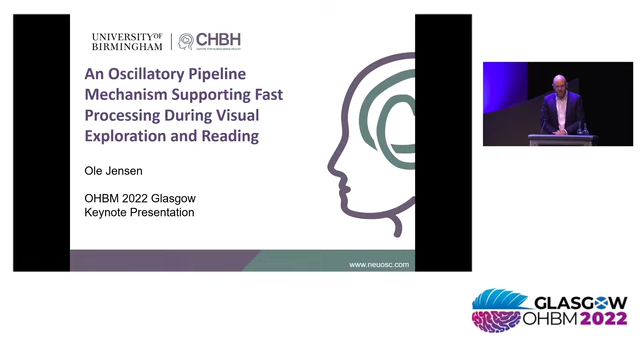 UNIVERSITY OF
BIRMINGHAM
CHBH
An Oscillatory Pipeline
Mechanism Supporting Fast
Processing During Visual
Exploration and Reading
Ole Jensen
OHBM 2022 Glasgow
Keynote Presentation
www.neuosc.com
GLASGOW
OHBM 2022